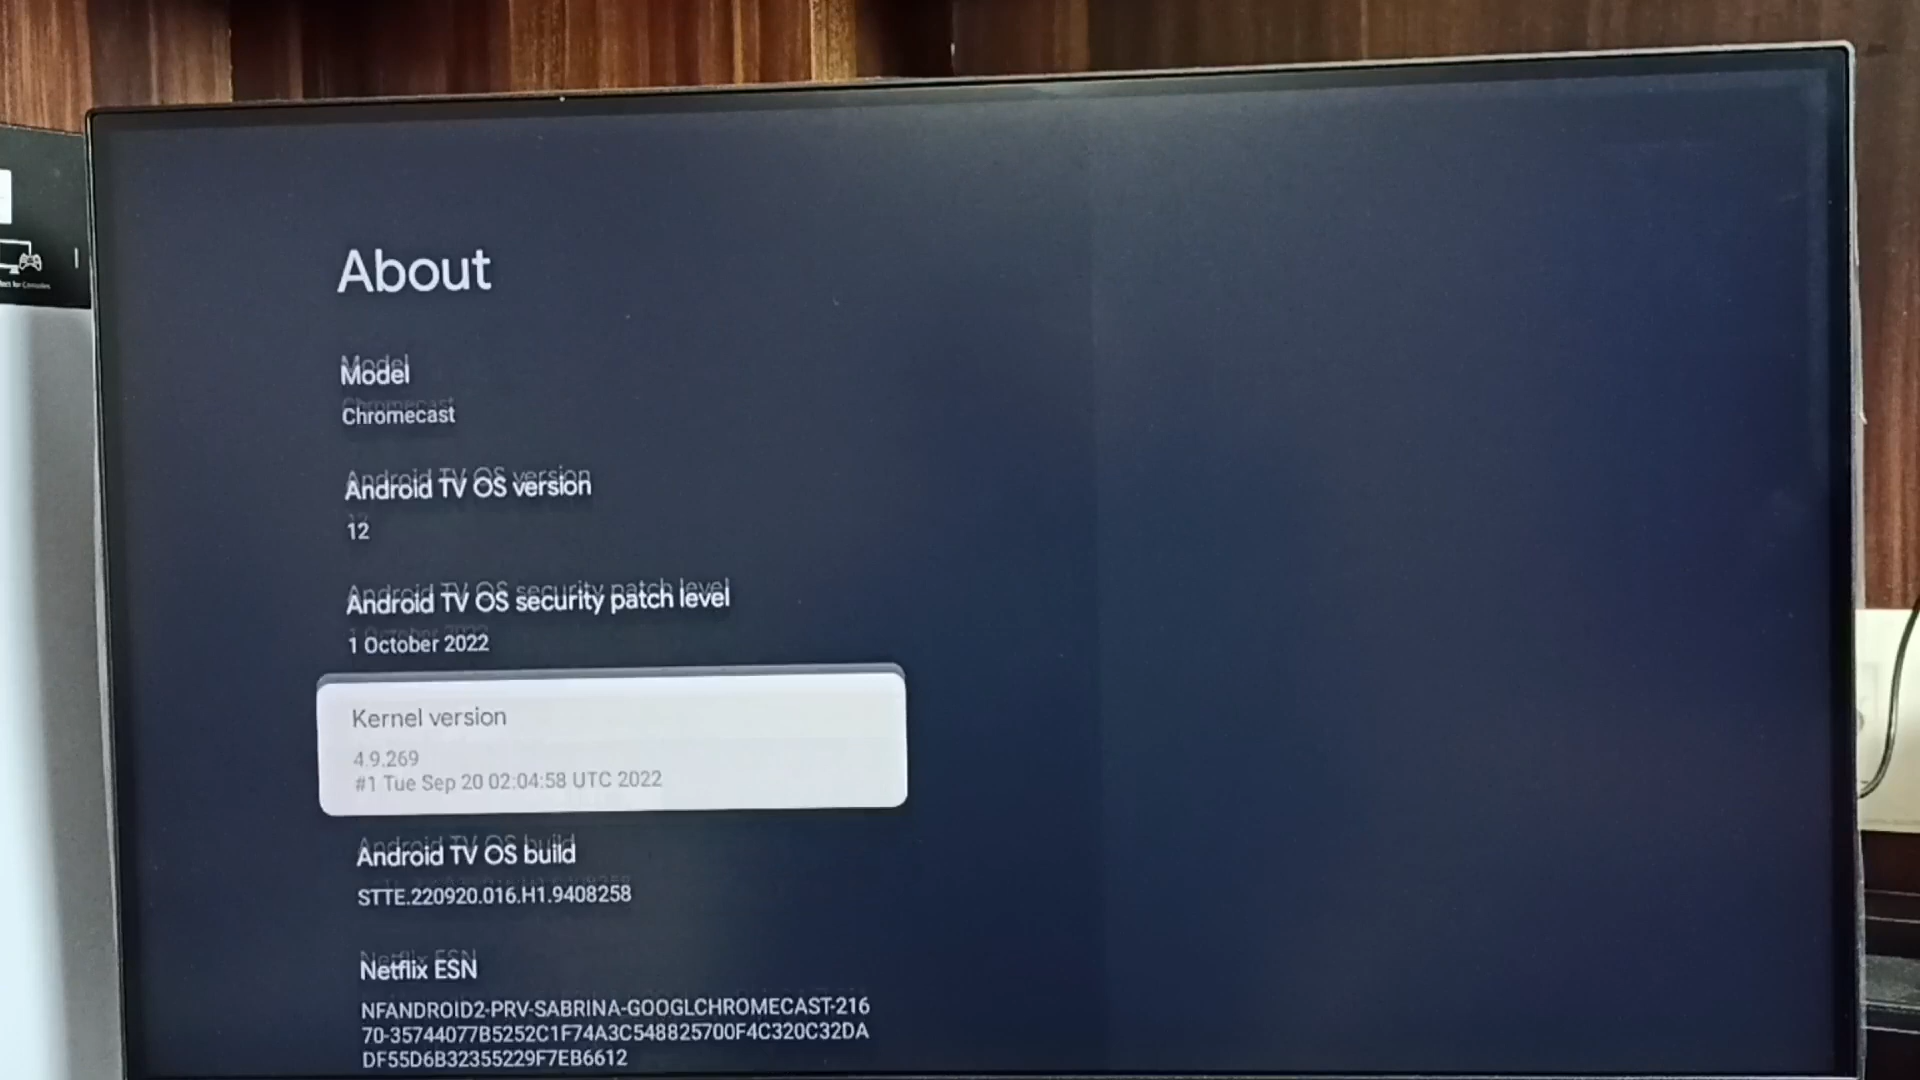 About
Model
Chromecast
Android TV OS version
12
Android TV OS security patch level
1 October 2022
Kernel version
4.9.269
#1 Tue Sep 20 02:04:58 UTC 2022
Android TV OS build
STTE.220920.016.H1.9408258
Netflix ESN
NFANDROID2-PRV-SABRINA-GOOGLCHROMECAST-216
70-35744077B5252C1F74A3C548825700F4C320C32DA
DF55D6B32355229F7EB6612